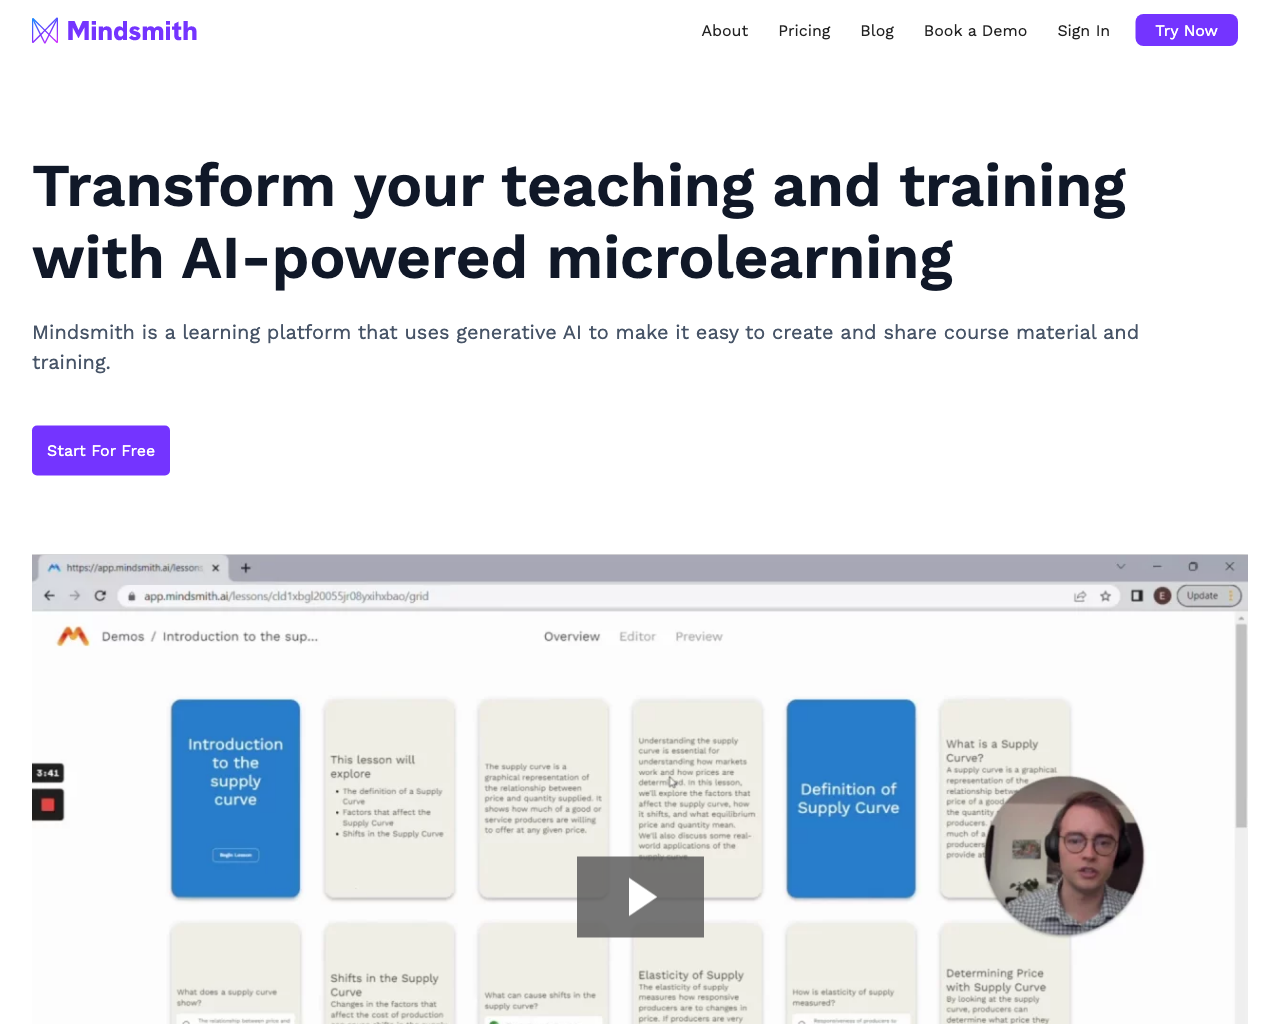 Mindsmith
About
Pricing
Blog
Book a Demo
Sign In
Try Now
Transform your teaching and training
with AI-powered microlearning
Mindsmith is a learning platform that uses generative AI to make it easy to create and share course material and
training.
Start For Free
https://app.mindsmith.ai/lesson
app.mindsmith.ai/lessons/cld1xbgl20055jr08yxihxbao/grid
E
Update
Demos / Introduction to the sup...
Overview
Editor
Preview
Introduction
to the
supply
curve
Begin Lesson
This lesson will
explore
The definition of a Supply
Curve
Factors that affect the
Supply Curve
Shifts in the Supply Curve
The supply curve is a
graphical representation of
the relationship between
price and quantity supplied. It
shows how much of a good or
service producers are willing
to offer at any given price.
Understanding the supply
curve is essential for
understanding how markets
work and how prices are
determined. In this lesson,
we'll explore the factors that
affect the supply curve, how
it shifts, and what equilibrium
price and quantity mean.
We'll also discuss some real-
world applications of the
supply curve.
Definition of
Supply Curve
What is a Supply
Curve?
A supply curve is a graphical
representation of the
relationship
price of a good
the quantity
producers.
much of a
producers
provide at
3:41
What does a supply curve
show?
The relationship between price and
Shifts in the Supply
Curve
Changes in the factors that
affect the cost of production
What can cause shifts in the
supply curve?
Elasticity of Supply
The elasticity of supply
measures how responsive
producers are to changes in
price. If producers are very
How is elasticity of supply
measured?
Responsiveness of producers to
Determining Price
with Supply Curve
By looking at the supply
curve, producers can
determine what price they